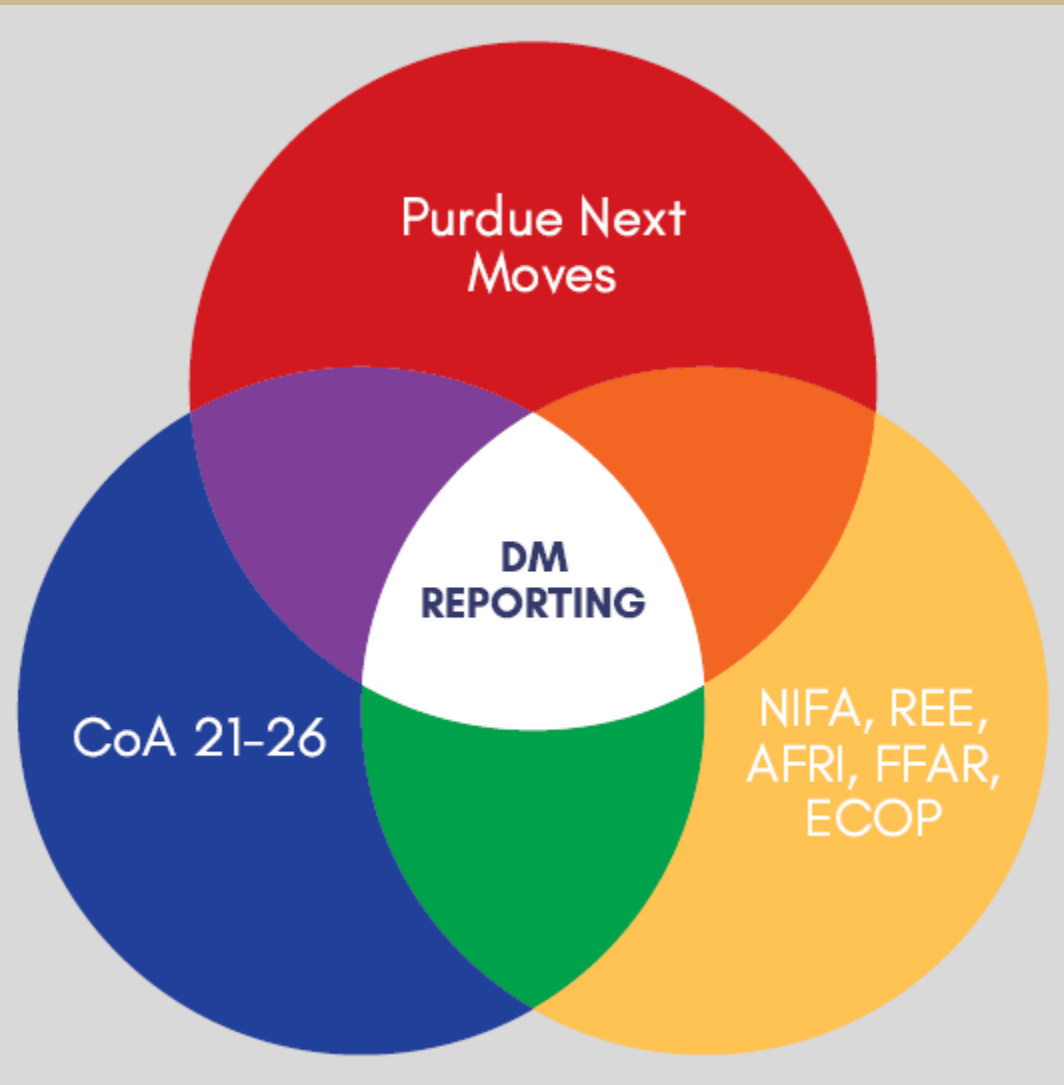 Purdue Next
Moves
DM
REPORTING
CoA 21-26
NIFA, REE,
AFRI, FFAR,
ECOP